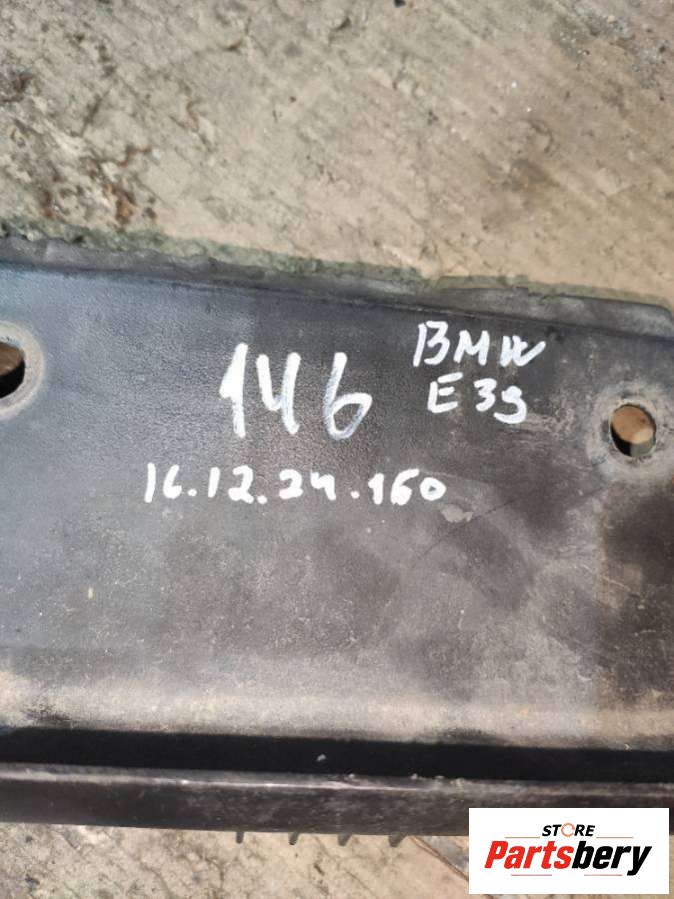 146
BMW
E39
16.12.24.160
STORE
Partsbery